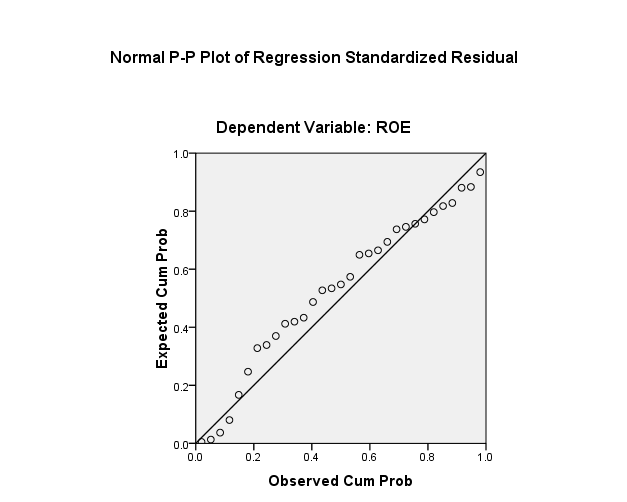 Normal P-P Plot of Regression Standardized Residual
Dependent Variable: ROE
1.0
0.8
0.6
0.4
0.2
0.0
Expected Cum Prob
0.0 0.2 0.4 0.6 0.8 1.0
Observed Cum Prob